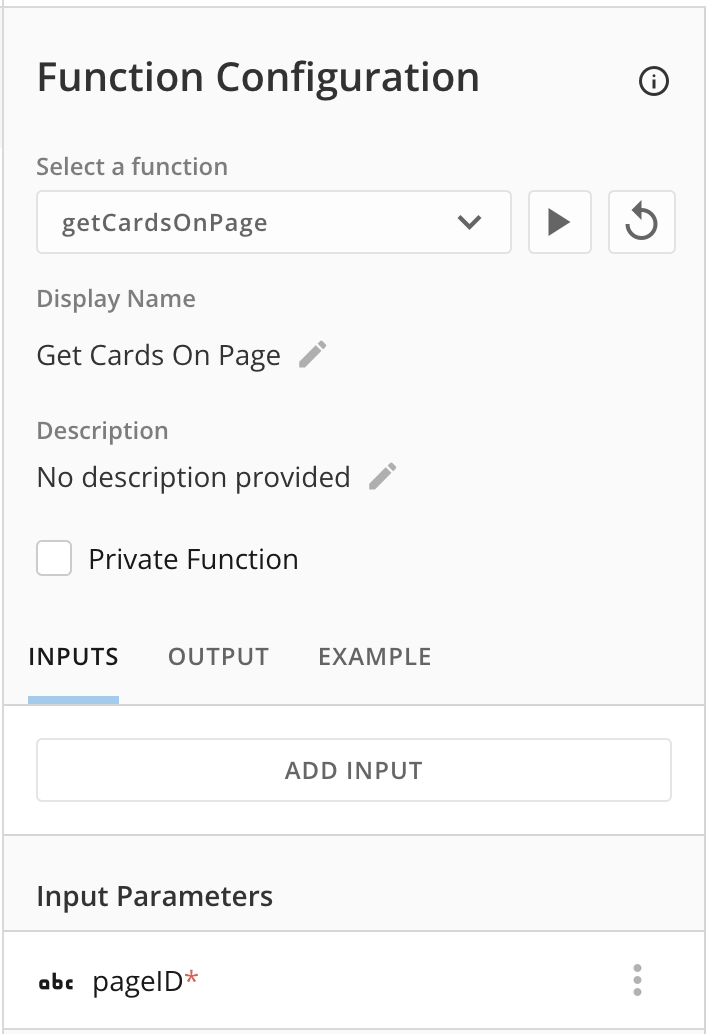 Function Configuration
Select a function
getCardsOnPage
Display Name
Get Cards On Page
Description
No description provided
Private Function
INPUTS OUTPUT EXAMPLE
ADD INPUT
Input Parameters
abc pageID*